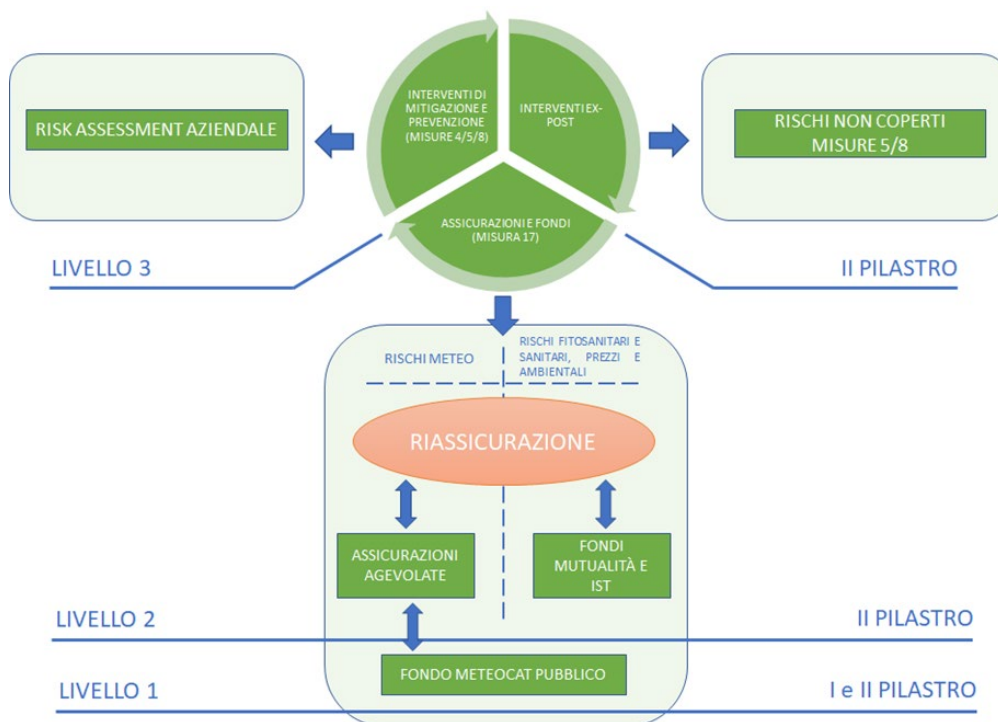 RISK ASSESSMENT AZIENDALE
INTERVENTI DI
MITIGAZIONE E
PREVENZIONE
(MISURE 4/5/8)
INTERVENTI EX-
POST
RISCHI NON COPERTI
MISURE 5/8
ASSICURAZIONI E FONDI
(MISURA 17)
LIVELLO 3
II PILASTRO
RISCHI METEO
RISCHI FITOSANITARI E
SANITARI, PREZZI E
AMBIENTALI
RIASSICURAZIONE
ASSICURAZIONI
AGEVOLATE
FONDI
MUTUALITÀ E
IST
LIVELLO 2
II PILASTRO
FONDO METEOCAT PUBBLICO
LIVELLO 1
I e II PILASTRO